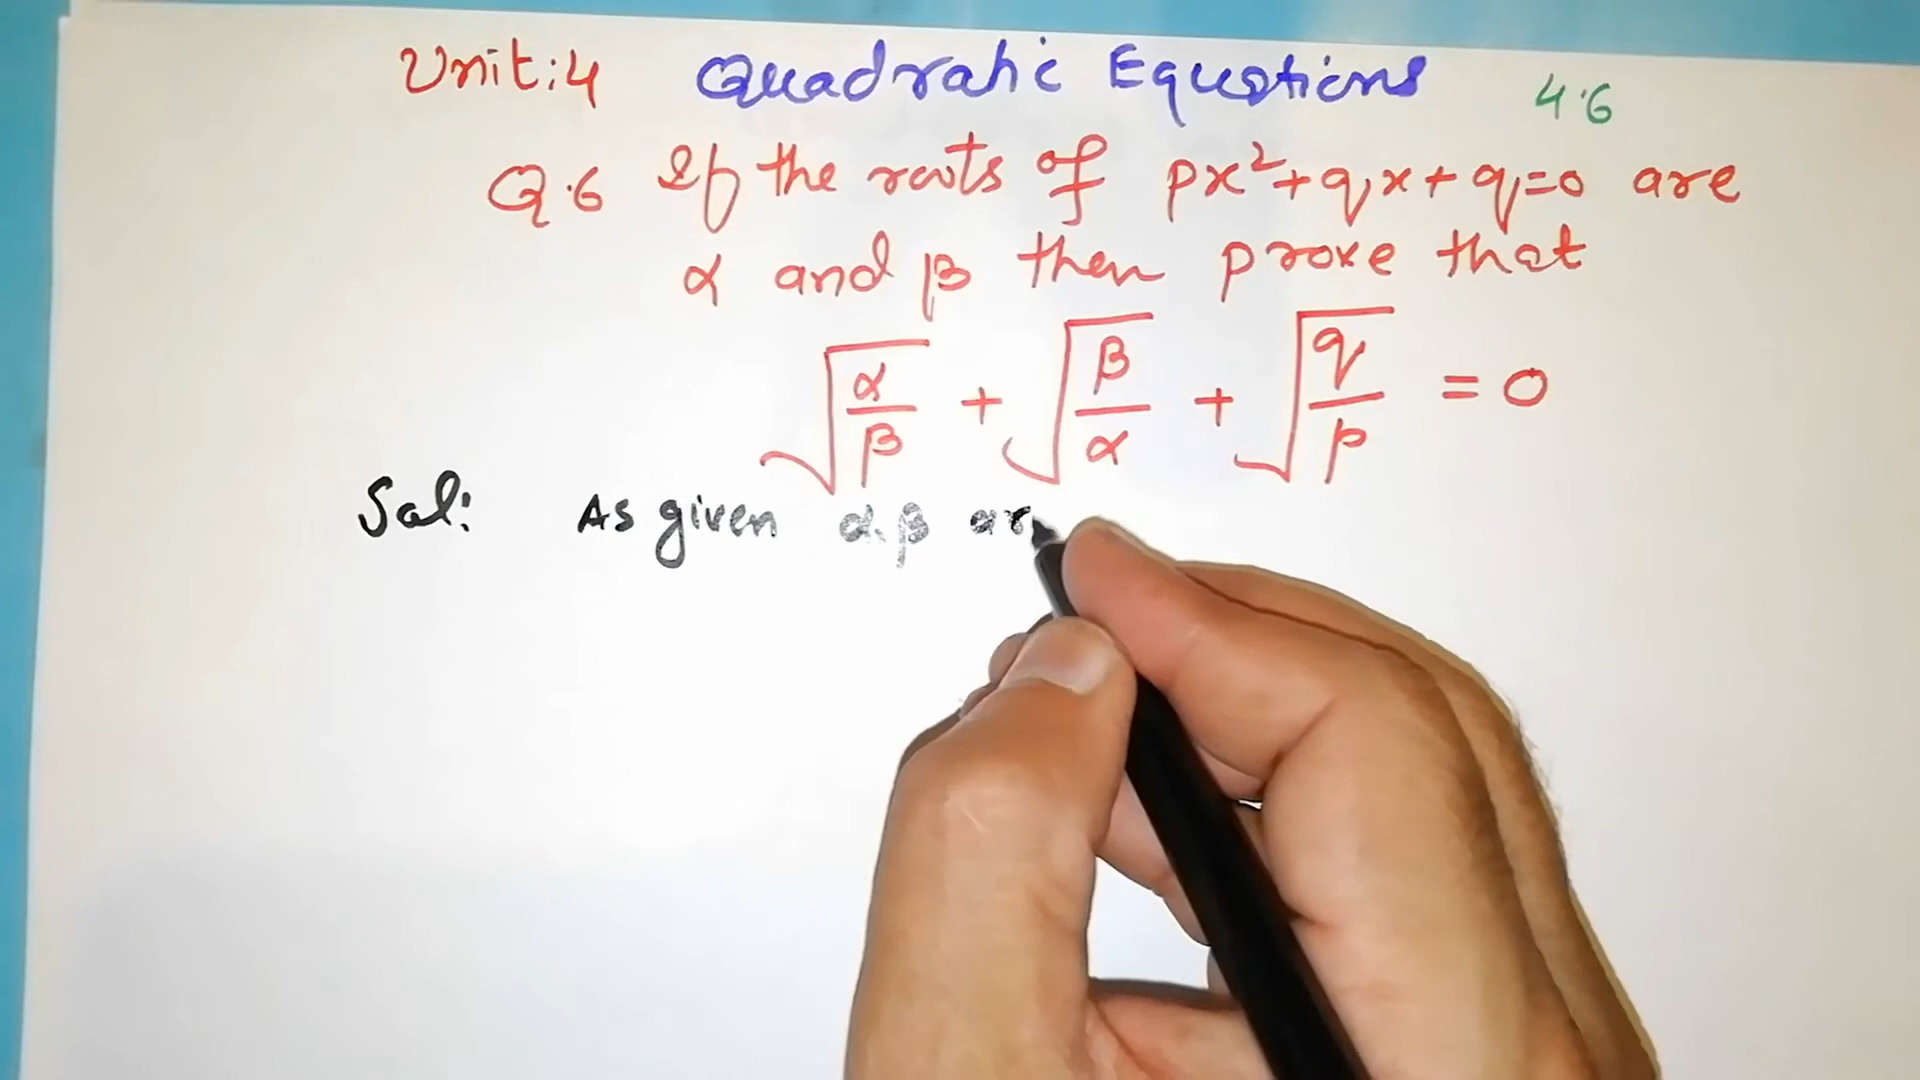 Unit:4 Quadratic Equations 4.6
Q.6 If the roots of px²+qx+q=0 are
α and β then prove that
√(α/β) + √(β/α) + √(q/p) = 0
Sol: As given α,β ar